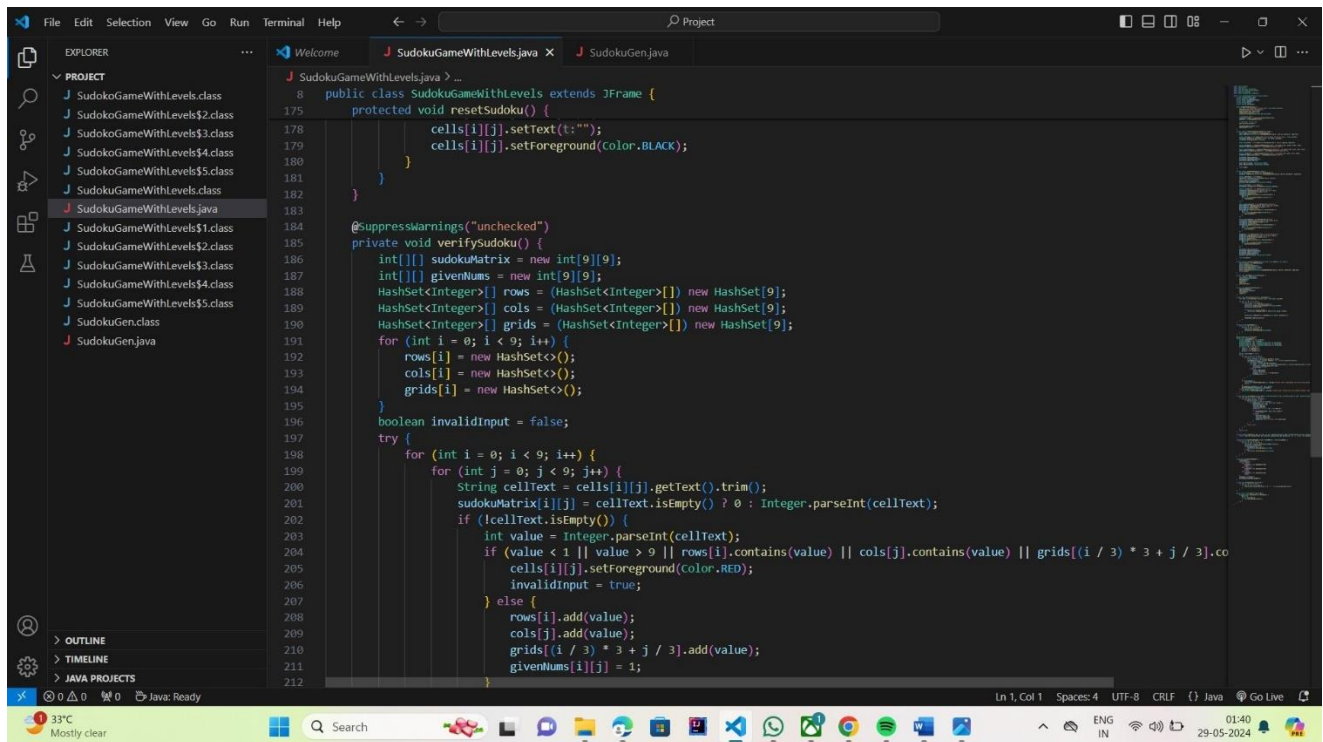 File Edit Selection View Go Run Terminal Help
Project
EXPLORER
PROJECT
SudokoGameWithLevels.class
SudokoGameWithLevels$2.class
SudokoGameWithLevels$3.class
SudokoGameWithLevels$4.class
SudokoGameWithLevels$5.class
SudokuGameWithLevels.class
SudokuGameWithLevels.java
SudokuGameWithLevels$1.class
SudokuGameWithLevels$2.class
SudokuGameWithLevels$3.class
SudokuGameWithLevels$4.class
SudokuGameWithLevels$5.class
SudokuGen.class
SudokuGen.java
OUTLINE
TIMELINE
JAVA PROJECTS
Welcome
SudokuGameWithLevels.java
SudokuGen.java
SudokuGameWithLevels.java > ...
8 public class SudokuGameWithLevels extends JFrame {
175 protected void resetSudoku() {
178 cells[i][j].setText(t:"");
179 cells[i][j].setForeground(Color.BLACK);
180 }
181 }
182 }
183
184 @SuppressWarnings("unchecked")
185 private void verifySudoku() {
186 int[][] sudokuMatrix = new int[9][9];
187 int[][] givenNums = new int[9][9];
188 HashSet<Integer>[] rows = (HashSet<Integer>[]) new HashSet[9];
189 HashSet<Integer>[] cols = (HashSet<Integer>[]) new HashSet[9];
190 HashSet<Integer>[] grids = (HashSet<Integer>[]) new HashSet[9];
191 for (int i = 0; i < 9; i++) {
192 rows[i] = new HashSet<>();
193 cols[i] = new HashSet<>();
194 grids[i] = new HashSet<>();
195 }
196 boolean invalidInput = false;
197 try {
198 for (int i = 0; i < 9; i++) {
199 for (int j = 0; j < 9; j++) {
200 String cellText = cells[i][j].getText().trim();
201 sudokuMatrix[i][j] = cellText.isEmpty() ? 0 : Integer.parseInt(cellText);
202 if (!cellText.isEmpty()) {
203 int value = Integer.parseInt(cellText);
204 if (value < 1 || value > 9 || rows[i].contains(value) || cols[j].contains(value) || grids[(i / 3) * 3 + j / 3].co
205 cells[i][j].setForeground(Color.RED);
206 invalidInput = true;
207 } else {
208 rows[i].add(value);
209 cols[j].add(value);
210 grids[(i / 3) * 3 + j / 3].add(value);
211 givenNums[i][j] = 1;
212 }
0 0 0 Java: Ready
Ln 1, Col 1 Spaces: 4 UTF-8 CRLF {} Java Go Live
1
33°C
Mostly clear
Search
ENG
IN
01:40
29-05-2024
PRE